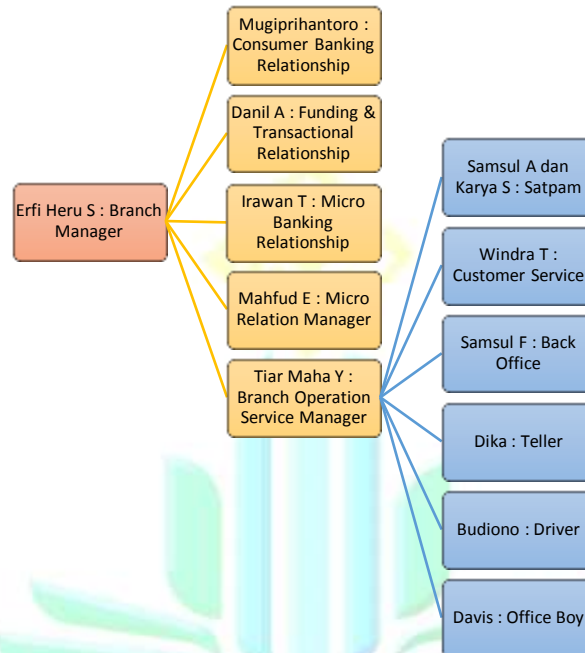 Erfi Heru S : Branch
Manager
Mugiprihantoro :
Consumer Banking
Relationship
Danil A : Funding &
Transactional
Relationship
Irawan T : Micro
Banking
Relationship
Mahfud E : Micro
Relation Manager
Tiar Maha Y :
Branch Operation
Service Manager
Samsul A dan
Karya S : Satpam
Windra T :
Customer Service
Samsul F : Back
Office
Dika : Teller
Budiono : Driver
Davis : Office Boy